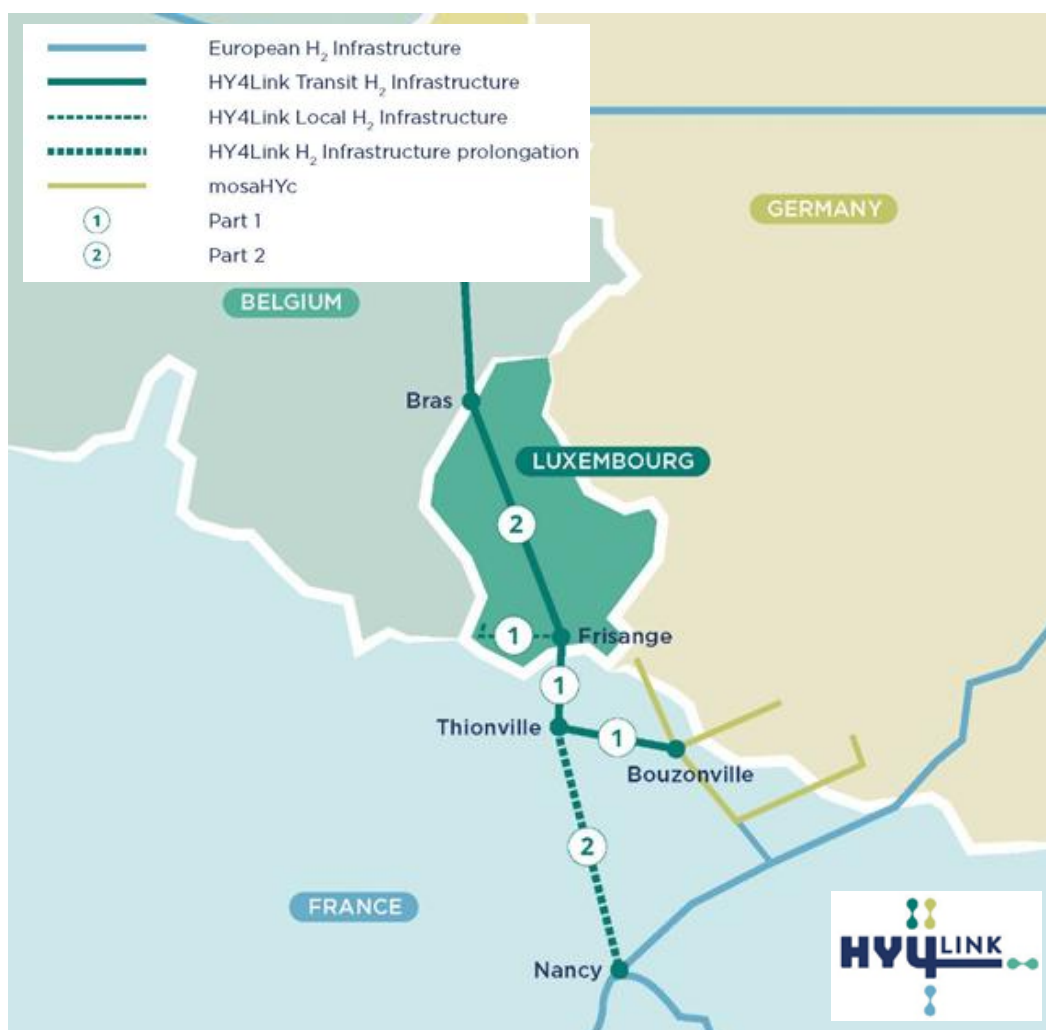 European H₂ Infrastructure
HY4Link Transit H₂ Infrastructure
HY4Link Local H₂ Infrastructure
HY4Link H₂ Infrastructure prolongation
mosaHYc
1 Part 1
2 Part 2
GERMANY
BELGIUM
Bras
LUXEMBOURG
2
1
Frisange
1
Thionville
1
Bouzonville
2
FRANCE
Nancy
HY4LINK